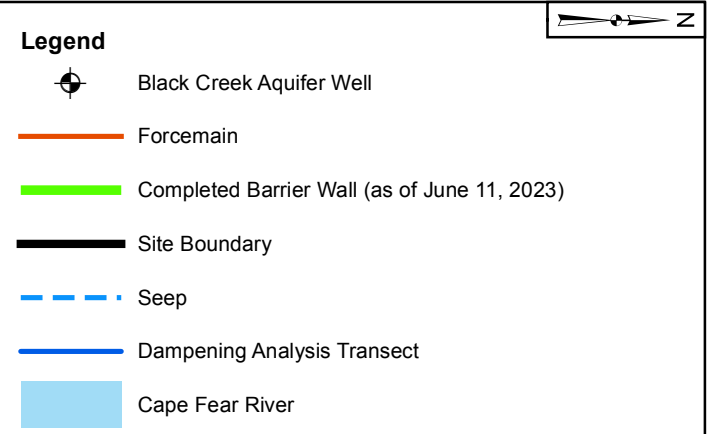 N
Legend
Black Creek Aquifer Well
Forcemain
Completed Barrier Wall (as of June 11, 2023)
Site Boundary
Seep
Dampening Analysis Transect
Cape Fear River